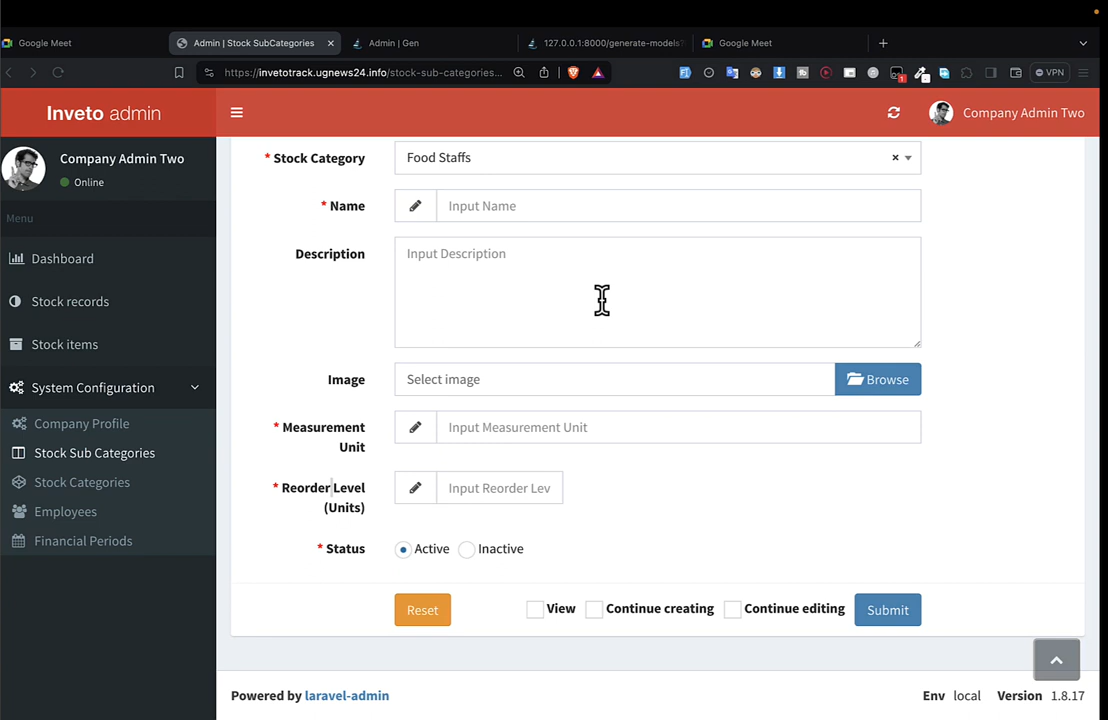 Google Meet
Admin | Stock SubCategories
Admin | Gen
127.0.0.1:8000/generate-models?
Google Meet
https://invetotrack.ugnews24.info/stock-sub-categories...
VPN
Inveto admin
Company Admin Two
Company Admin Two
Online
Menu
Dashboard
Stock records
Stock items
System Configuration
Company Profile
Stock Sub Categories
Stock Categories
Employees
Financial Periods
* Stock Category
Food Staffs
* Name
Input Name
Description
Input Description
Image
Select image
Browse
* Measurement
Unit
Input Measurement Unit
* Reorder Level
(Units)
Input Reorder Lev
* Status
Active
Inactive
Reset
View
Continue creating
Continue editing
Submit
Powered by laravel-admin
Env local Version 1.8.17